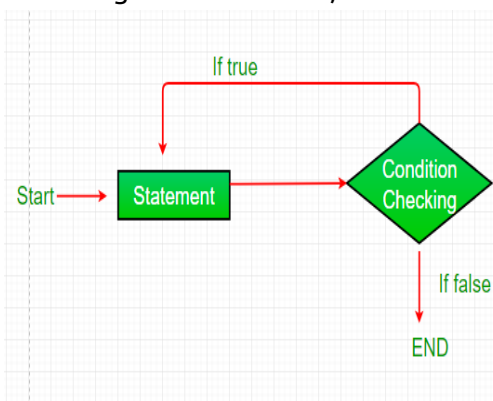 If true
Start
Statement
Condition
Checking
If false
END